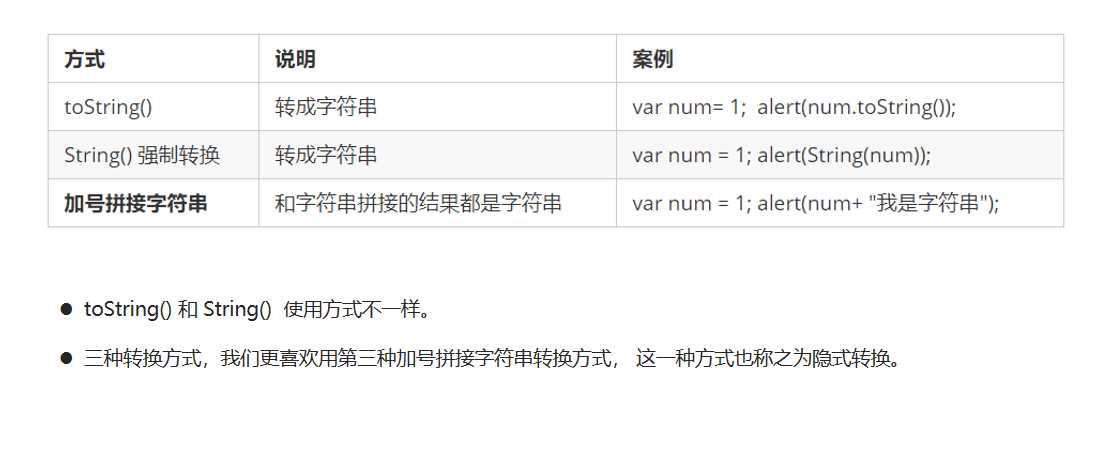 方式 说明 案例
toString() 转成字符串 var num= 1;  alert(num.toString());
String() 强制转换 转成字符串 var num = 1; alert(String(num));
加号拼接字符串 和字符串拼接的结果都是字符串 var num = 1; alert(num+ "我是字符串");
● toString() 和 String()  使用方式不一样。
● 三种转换方式，我们更喜欢用第三种加号拼接字符串转换方式， 这一种方式也称之为隐式转换。